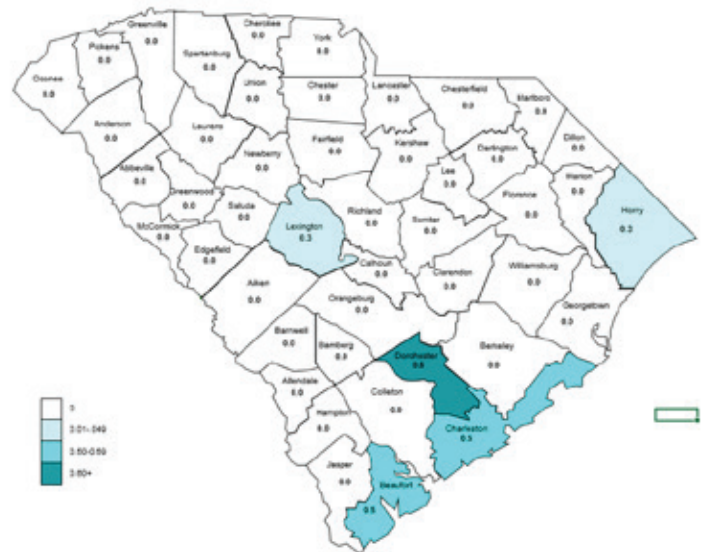 Cherokee
0.0
Greenville
0.0
Pickens
0.0
York
0.0
Spartanburg
0.0
Oconee
0.0
Union
0.0
Chester
0.0
Lancaster
0.0
Chesterfield
0.0
Marlboro
0.0
Anderson
0.0
Laurens
0.0
Fairfield
0.0
Kershaw
0.0
Darlington
0.0
Dillon
0.0
Newberry
0.0
Abbeville
0.0
Lee
0.0
Marion
0.0
Greenwood
0.0
Florence
0.0
Saluda
0.0
Richland
0.0
Sumter
0.0
Horry
Lexington
0.3
McCormick
0.0
Edgefield
0.0
Calhoun
0.0
Clarendon
0.0
Williamsburg
0.0
Aiken
0.0
Orangeburg
0.0
Georgetown
0.0
Barnwell
0.0
Bamberg
0.0
Dorchester
Berkeley
0.0
Allendale
0.0
Colleton
0.0
Hampton
0.0
Charleston
0.5
Jasper
0.0
Beaufort
0.5
0